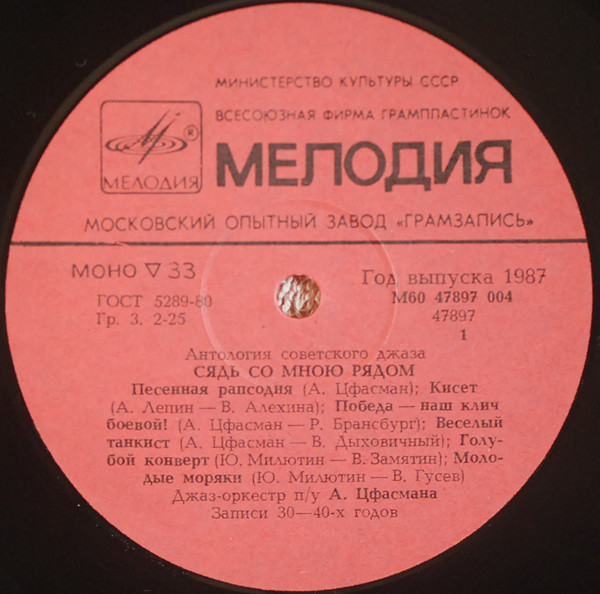 МИНИСТЕРСТВО КУЛЬТУРЫ СССР
ВСЕСОЮЗНАЯ ФИРМА ГРАМПЛАСТИНОК
МЕЛОДИЯ ® МЕЛОДИЯ
МОСКОВСКИЙ ОПЫТНЫЙ ЗАВОД «ГРАМЗАПИСЬ»
МОНО ▽ 33
ГОСТ 5289-80
Гр. 3. 2-25
Год выпуска 1987
М60 47897 004
47897
1
Антология советского джаза
СЯДЬ СО МНОЮ РЯДОМ
Песенная рапсодия (А. Цфасман); Кисет
(А. Лепин — В. Алехина); Победа — наш клич
боевой! (А. Цфасман — Р. Брансбург); Веселый
танкист (А. Цфасман — В. Дыховичный); Голу-
бой конверт (Ю. Милютин — В. Замятин); Моло-
дые моряки (Ю. Милютин — В. Гусев)
Джаз-оркестр п/у А. Цфасмана
Записи 30—40-х годов